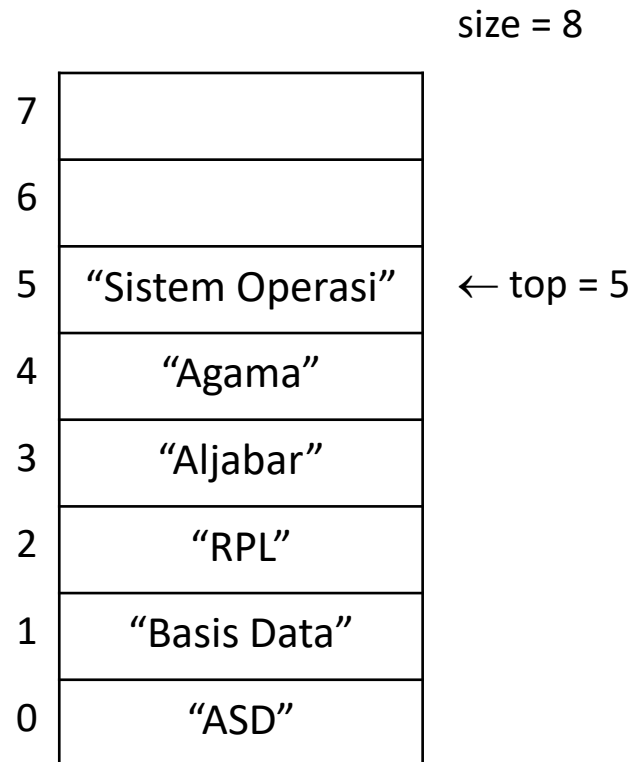 size = 8
7
6
5 “Sistem Operasi” ← top = 5
4 “Agama”
3 “Aljabar”
2 “RPL”
1 “Basis Data”
0 “ASD”